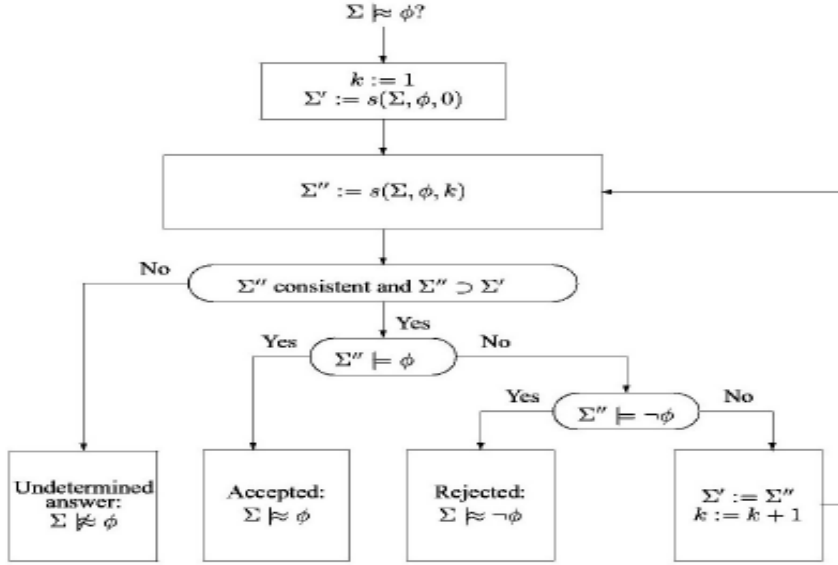 Σ |≈ φ?
k := 1
Σ′ := s(Σ, φ, 0)
Σ″ := s(Σ, φ, k)
No
Σ″ consistent and Σ″ ⊃ Σ′
Yes
Yes
Σ″ ⊨ φ
No
Yes
Σ″ ⊨ ¬φ
No
Undetermined
answer:
Σ |≉ φ
Accepted:
Σ |≈ φ
Rejected:
Σ |≈ ¬φ
Σ′ := Σ″
k := k + 1